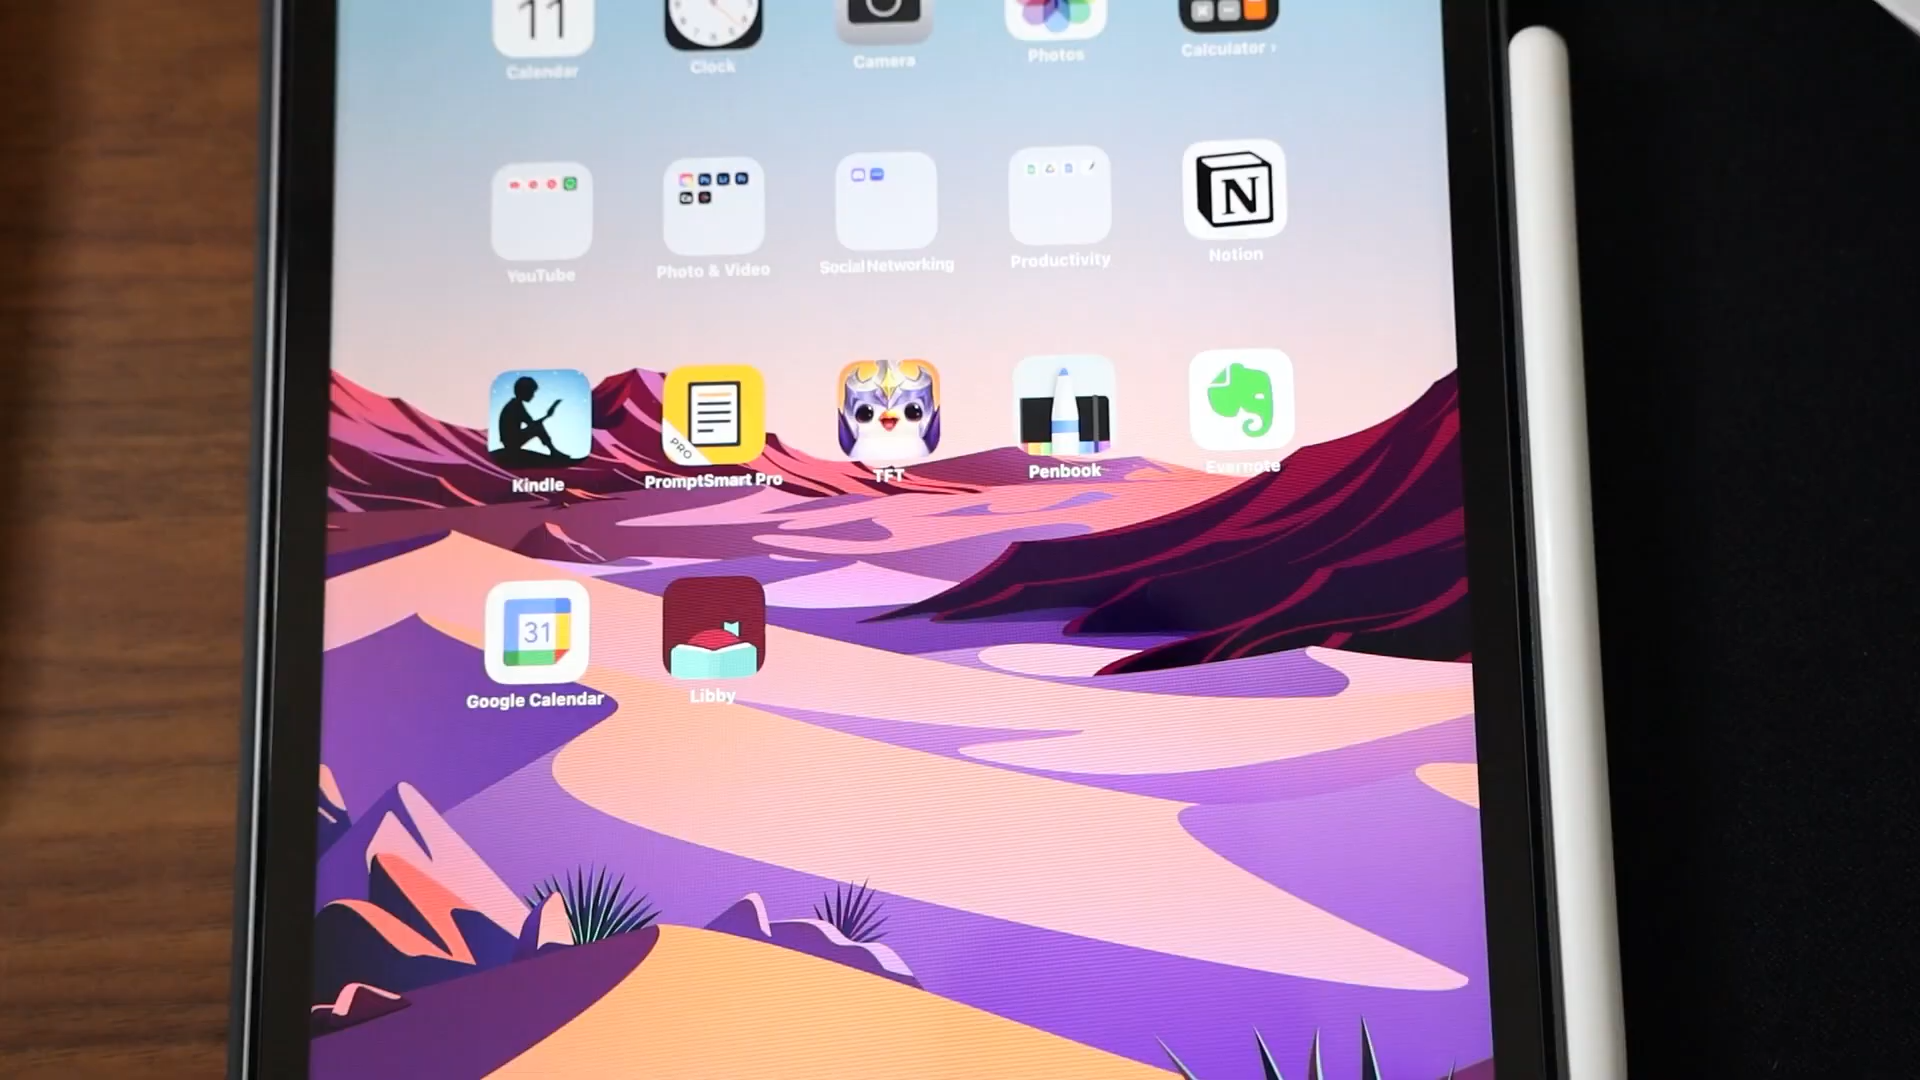 11
Calendar
Clock
Camera
Photos
Calculator
YouTube
Photo & Video
Social Networking
Productivity
N
Notion
Kindle
PRO
PromptSmart Pro
TFT
Penbook
Evernote
31
Google Calendar
Libby